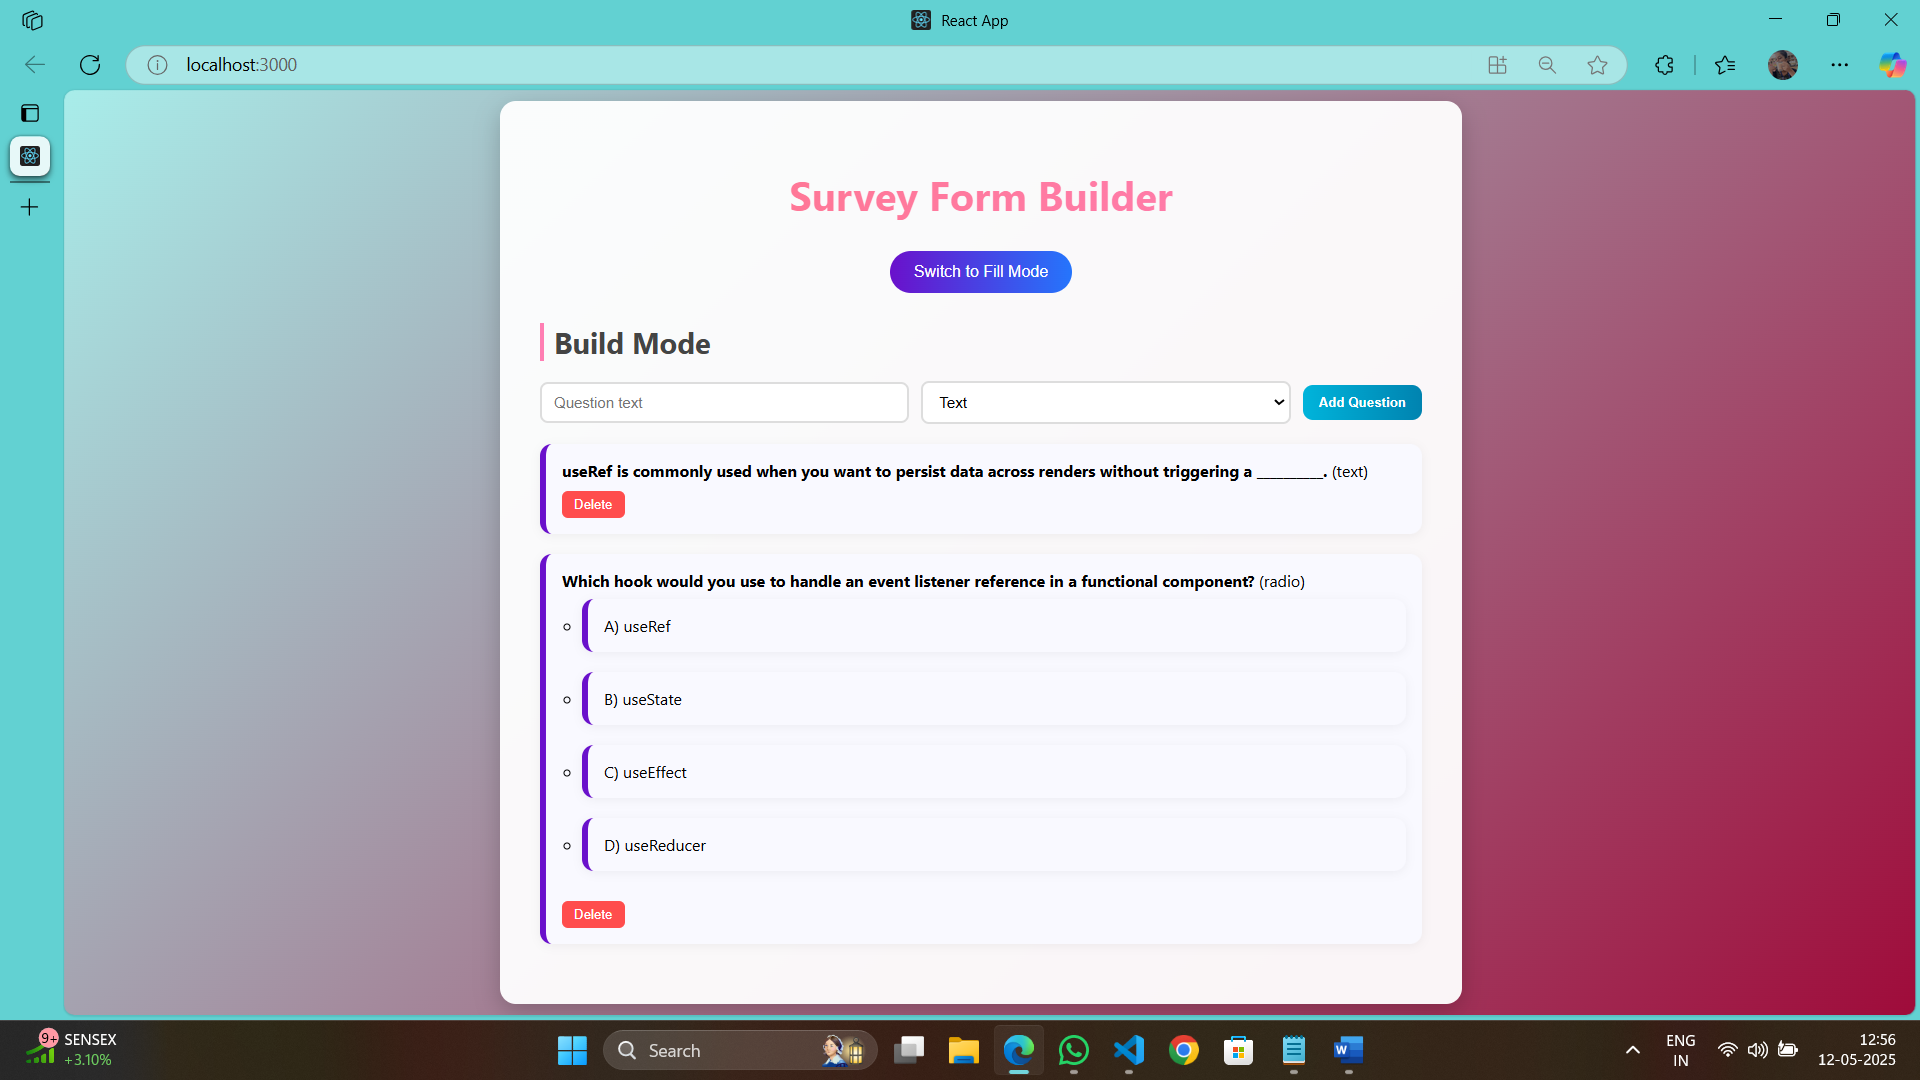 React App
localhost:3000
Survey Form Builder
Switch to Fill Mode
Build Mode
Question text
Text
Add Question
useRef is commonly used when you want to persist data across renders without triggering a __________. (text)
Delete
Which hook would you use to handle an event listener reference in a functional component? (radio)
A) useRef
B) useState
C) useEffect
D) useReducer
Delete
9+
SENSEX
+3.10%
Search
W
ENG
IN
12:56
12-05-2025